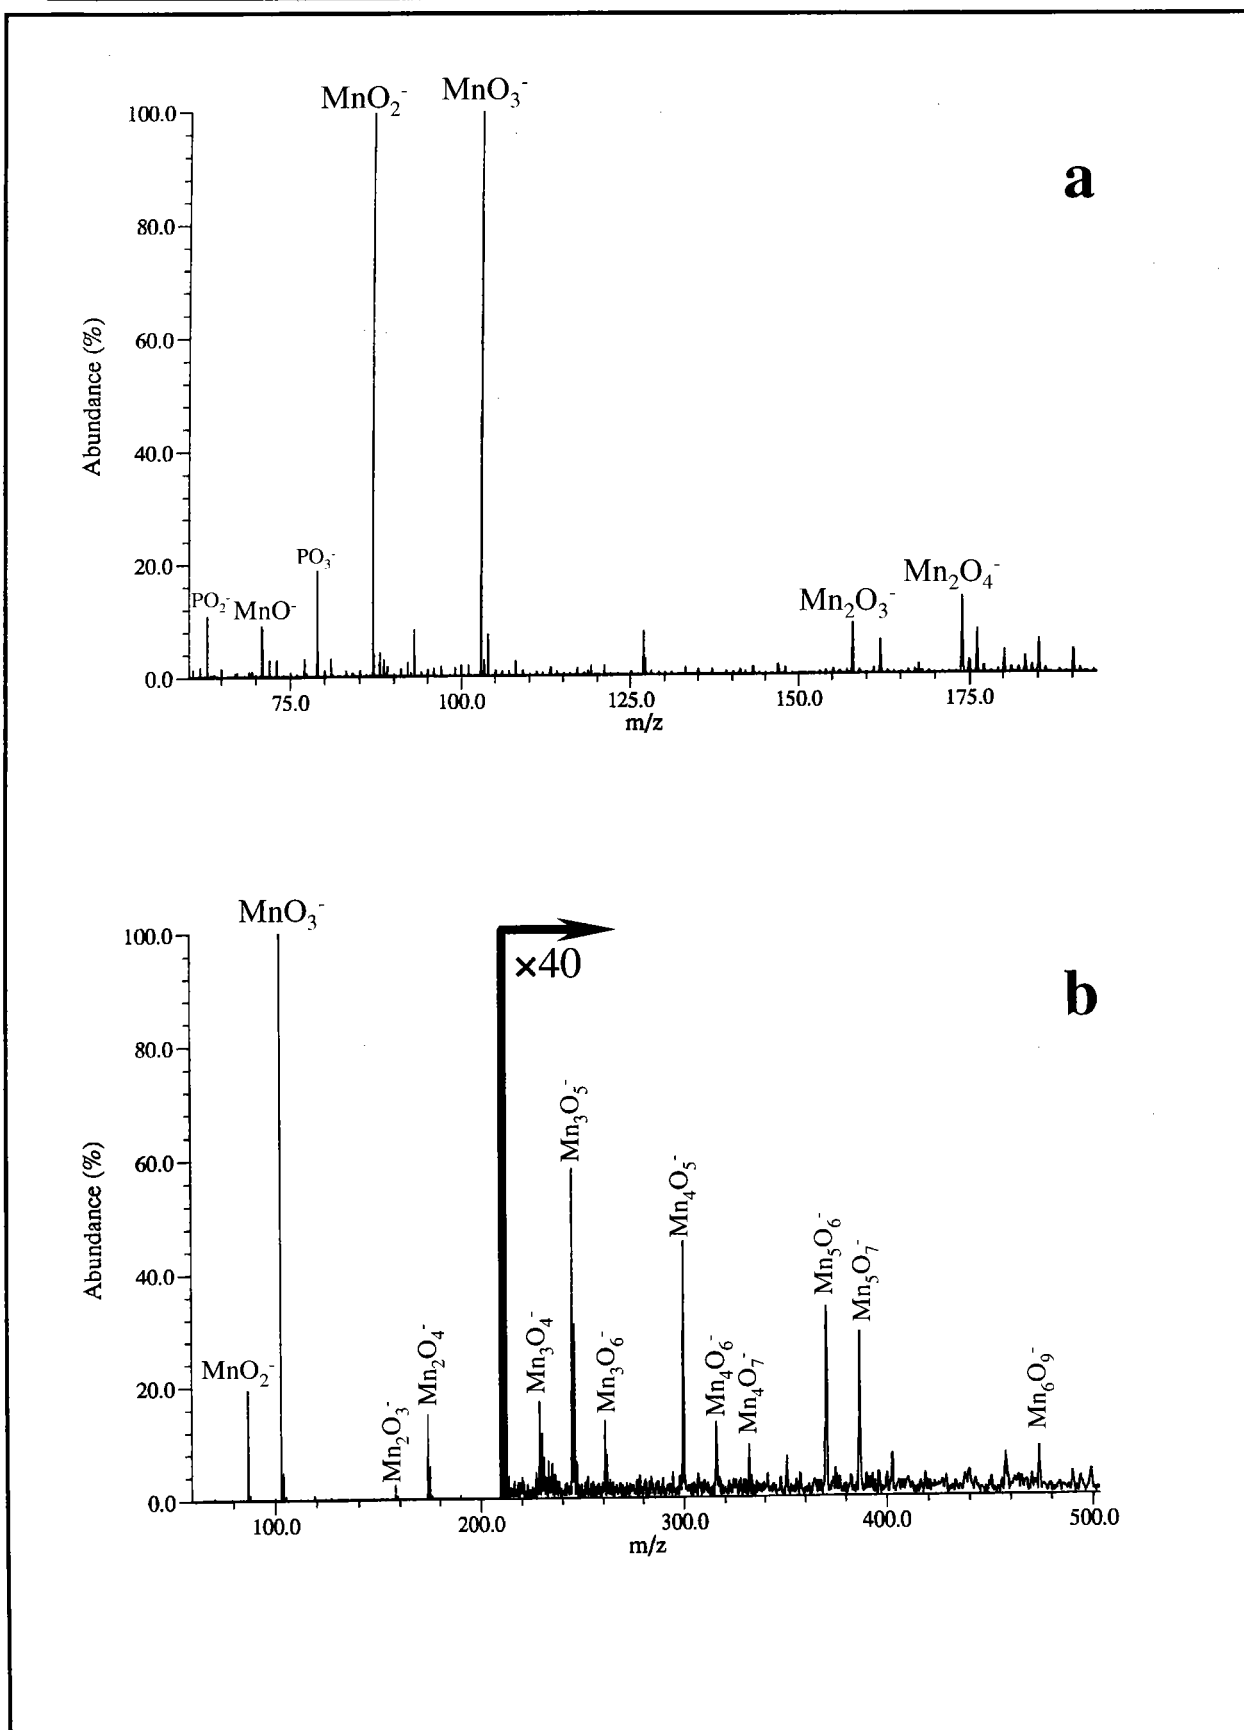 MnO₂⁻ MnO₃⁻
a
100.0
80.0
60.0
40.0
20.0
0.0
Abundance (%)
PO₂⁻ MnO⁻ PO₃⁻ Mn₂O₃⁻ Mn₂O₄⁻
75.0 100.0 125.0 150.0 175.0
m/z
MnO₃⁻
×40
b
100.0
80.0
60.0
40.0
20.0
0.0
Abundance (%)
MnO₂⁻ Mn₂O₃⁻ Mn₂O₄⁻ Mn₃O₄⁻ Mn₃O₅⁻ Mn₃O₆⁻ Mn₄O₅⁻ Mn₄O₆⁻ Mn₄O₇⁻ Mn₅O₆⁻ Mn₅O₇⁻ Mn₆O₉⁻
100.0 200.0 300.0 400.0 500.0
m/z